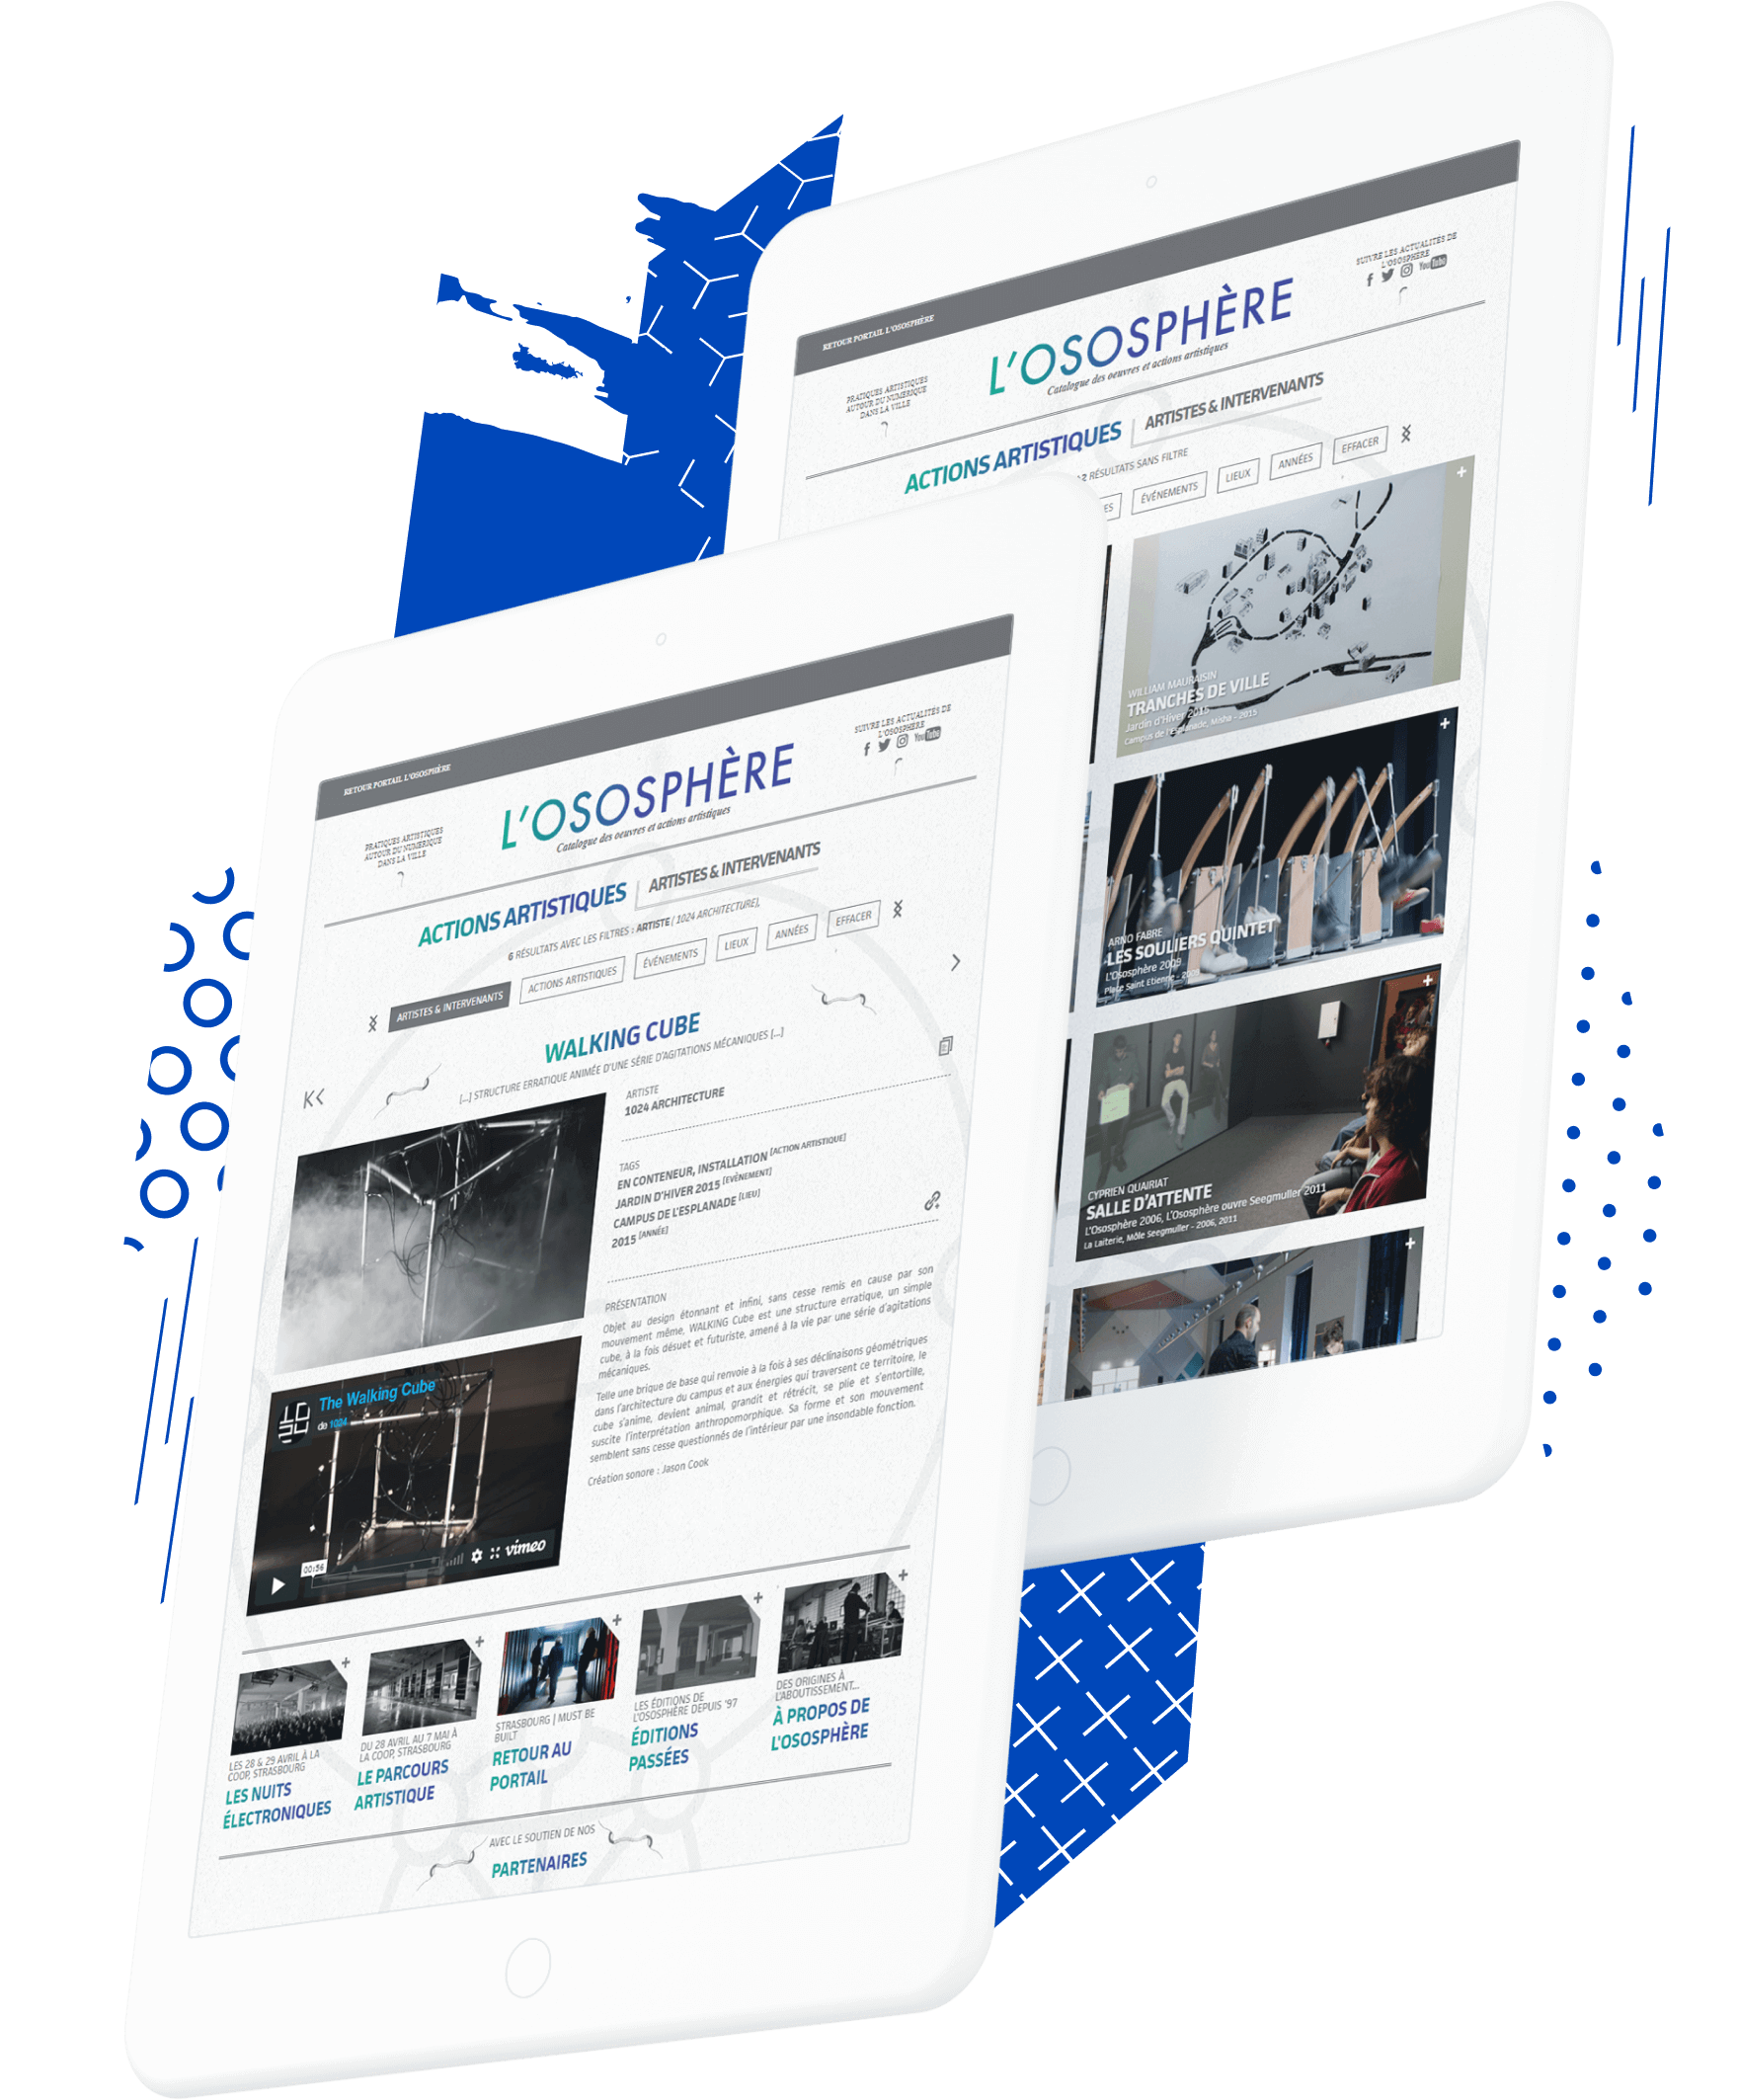 RETOUR PORTAIL L'OSOSPHÈRE
PRATIQUES ARTISTIQUES
AUTOUR DU NUMERIQUE
DANS LA VILLE
L'OSOSPHÈRE
Catalogue des oeuvres et actions artistiques
SUIVRE LES ACTUALITÉS DE
L'OSOSPHÈRE
YouTube
ACTIONS ARTISTIQUES
ARTISTES & INTERVENANTS
2 RÉSULTATS SANS FILTRE
ES
ÉVÉNEMENTS
LIEUX
ANNÉES
EFFACER
WILLIAM MAURAISIN
TRANCHES DE VILLE
Jardin d'Hiver 2015
Campus de l'Esplanade, Misha - 2015
ARNO FABRE
LES SOULIERS QUINTET
L'Ososphère 2009
Place Saint Etienne - 2009
CYPRIEN QUAIRIAT
SALLE D'ATTENTE
L'Ososphère 2006, L'Ososphère ouvre Seegmuller 2011
La Laiterie, Môle Seegmuller - 2006, 2011
RETOUR PORTAIL L'OSOSPHÈRE
PRATIQUES ARTISTIQUES
AUTOUR DU NUMERIQUE
DANS LA VILLE
L'OSOSPHÈRE
Catalogue des oeuvres et actions artistiques
SUIVRE LES ACTUALITÉS DE
L'OSOSPHÈRE
YouTube
ACTIONS ARTISTIQUES
ARTISTES & INTERVENANTS
6 RÉSULTATS AVEC LES FILTRES : ARTISTE [ 1024 ARCHITECTURE],
ARTISTES & INTERVENANTS
ACTIONS ARTISTIQUES
ÉVÉNEMENTS
LIEUX
ANNÉES
EFFACER
WALKING CUBE
[...] STRUCTURE ERRATIQUE ANIMÉE D'UNE SÉRIE D'AGITATIONS MÉCANIQUES [...]
ARTISTE
1024 ARCHITECTURE
TAGS
EN CONTENEUR, INSTALLATION [ACTION ARTISTIQUE]
JARDIN D'HIVER 2015 [EVÈNEMENT]
CAMPUS DE L'ESPLANADE [LIEU]
2015 [ANNÉE]
PRÉSENTATION
Objet au design étonnant et infini, sans cesse remis en cause par son
mouvement même, WALKING Cube est une structure erratique, un simple
cube, à la fois désuet et futuriste, amené à la vie par une série d'agitations
mécaniques.
Telle une brique de base qui renvoie à la fois à ses déclinaisons géométriques
dans l'architecture du campus et aux énergies qui traversent ce territoire, le
cube s'anime, devient animal, grandit et rétrécit, se plie et s'entortille,
suscite l'interprétation anthropomorphique. Sa forme et son mouvement
semblent sans cesse questionnés de l'intérieur par une insondable fonction.
Création sonore : Jason Cook
The Walking Cube
de 1024
00:56
vimeo
LES 28 & 29 AVRIL À LA
COOP, STRASBOURG
LES NUITS
ÉLECTRONIQUES
DU 28 AVRIL AU 7 MAI À
LA COOP, STRASBOURG
LE PARCOURS
ARTISTIQUE
STRASBOURG | MUST BE
BUILT
RETOUR AU
PORTAIL
LES ÉDITIONS DE
L'OSOSPHÈRE DEPUIS '97
ÉDITIONS
PASSÉES
DES ORIGINES À
L'ABOUTISSEMENT...
À PROPOS DE
L'OSOSPHÈRE
AVEC LE SOUTIEN DE NOS
PARTENAIRES